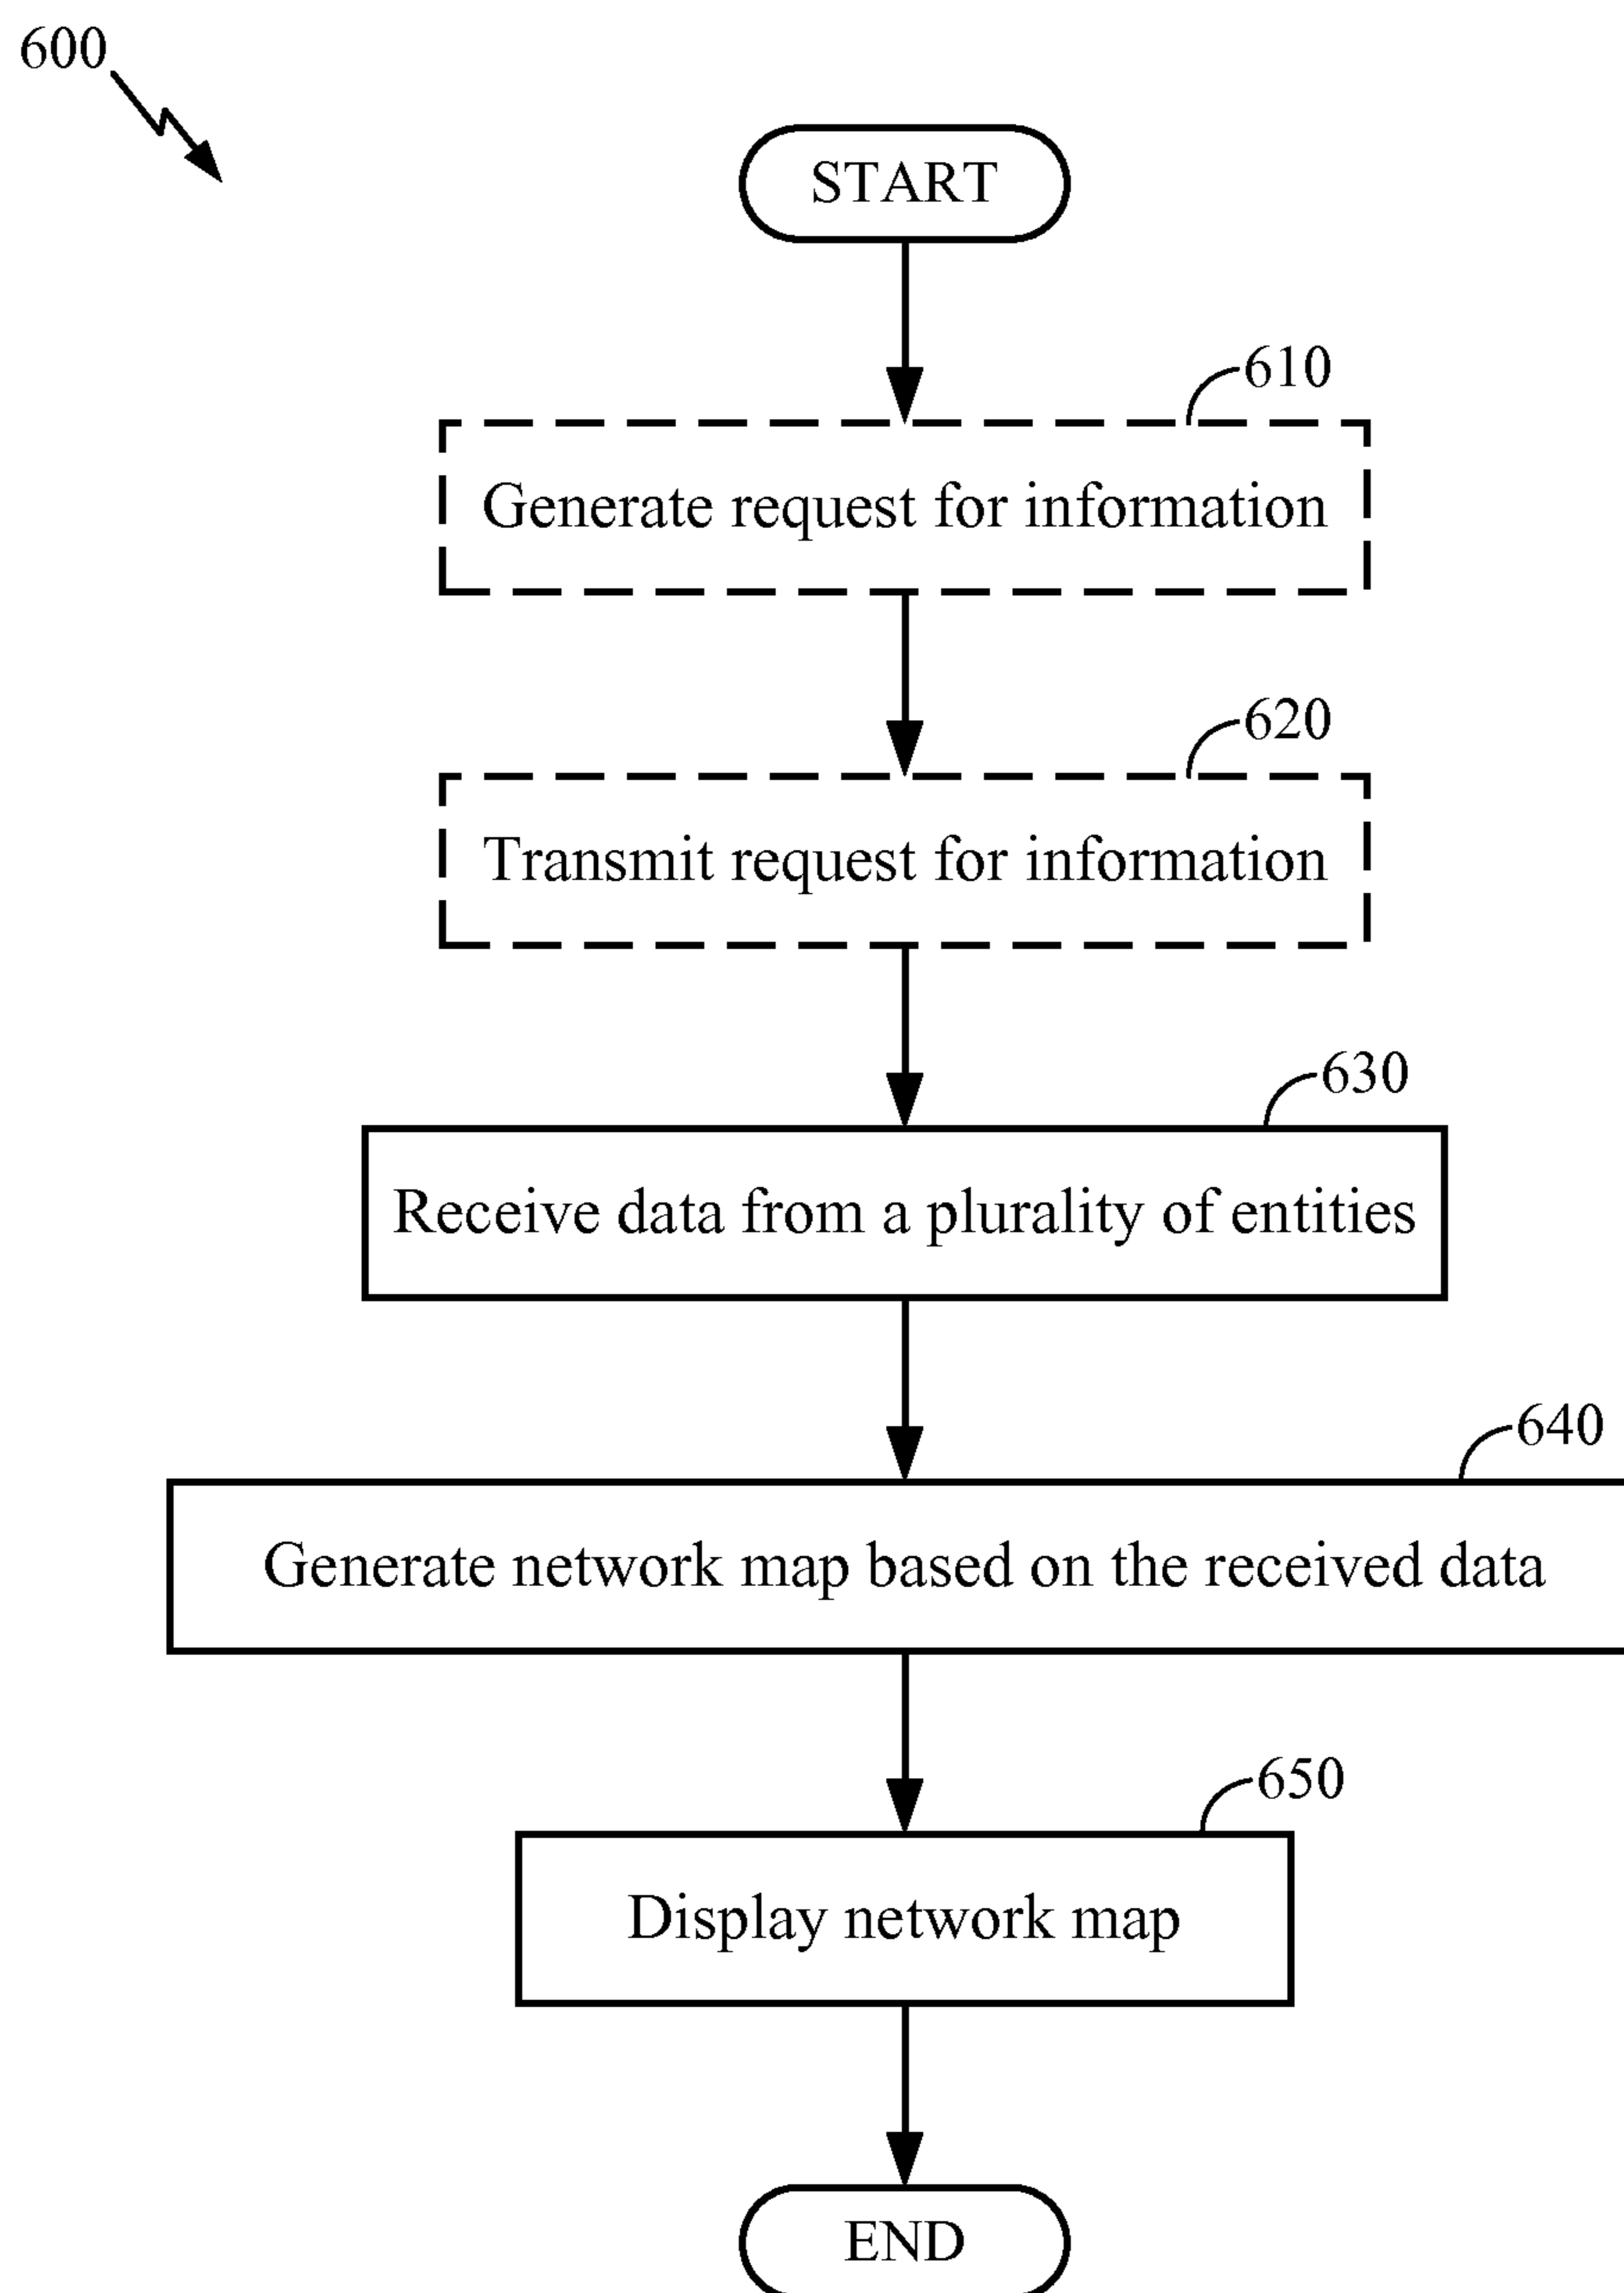 600
START
610
Generate request for information
620
Transmit request for information
630
Receive data from a plurality of entities
640
Generate network map based on the received data
650
Display network map
END